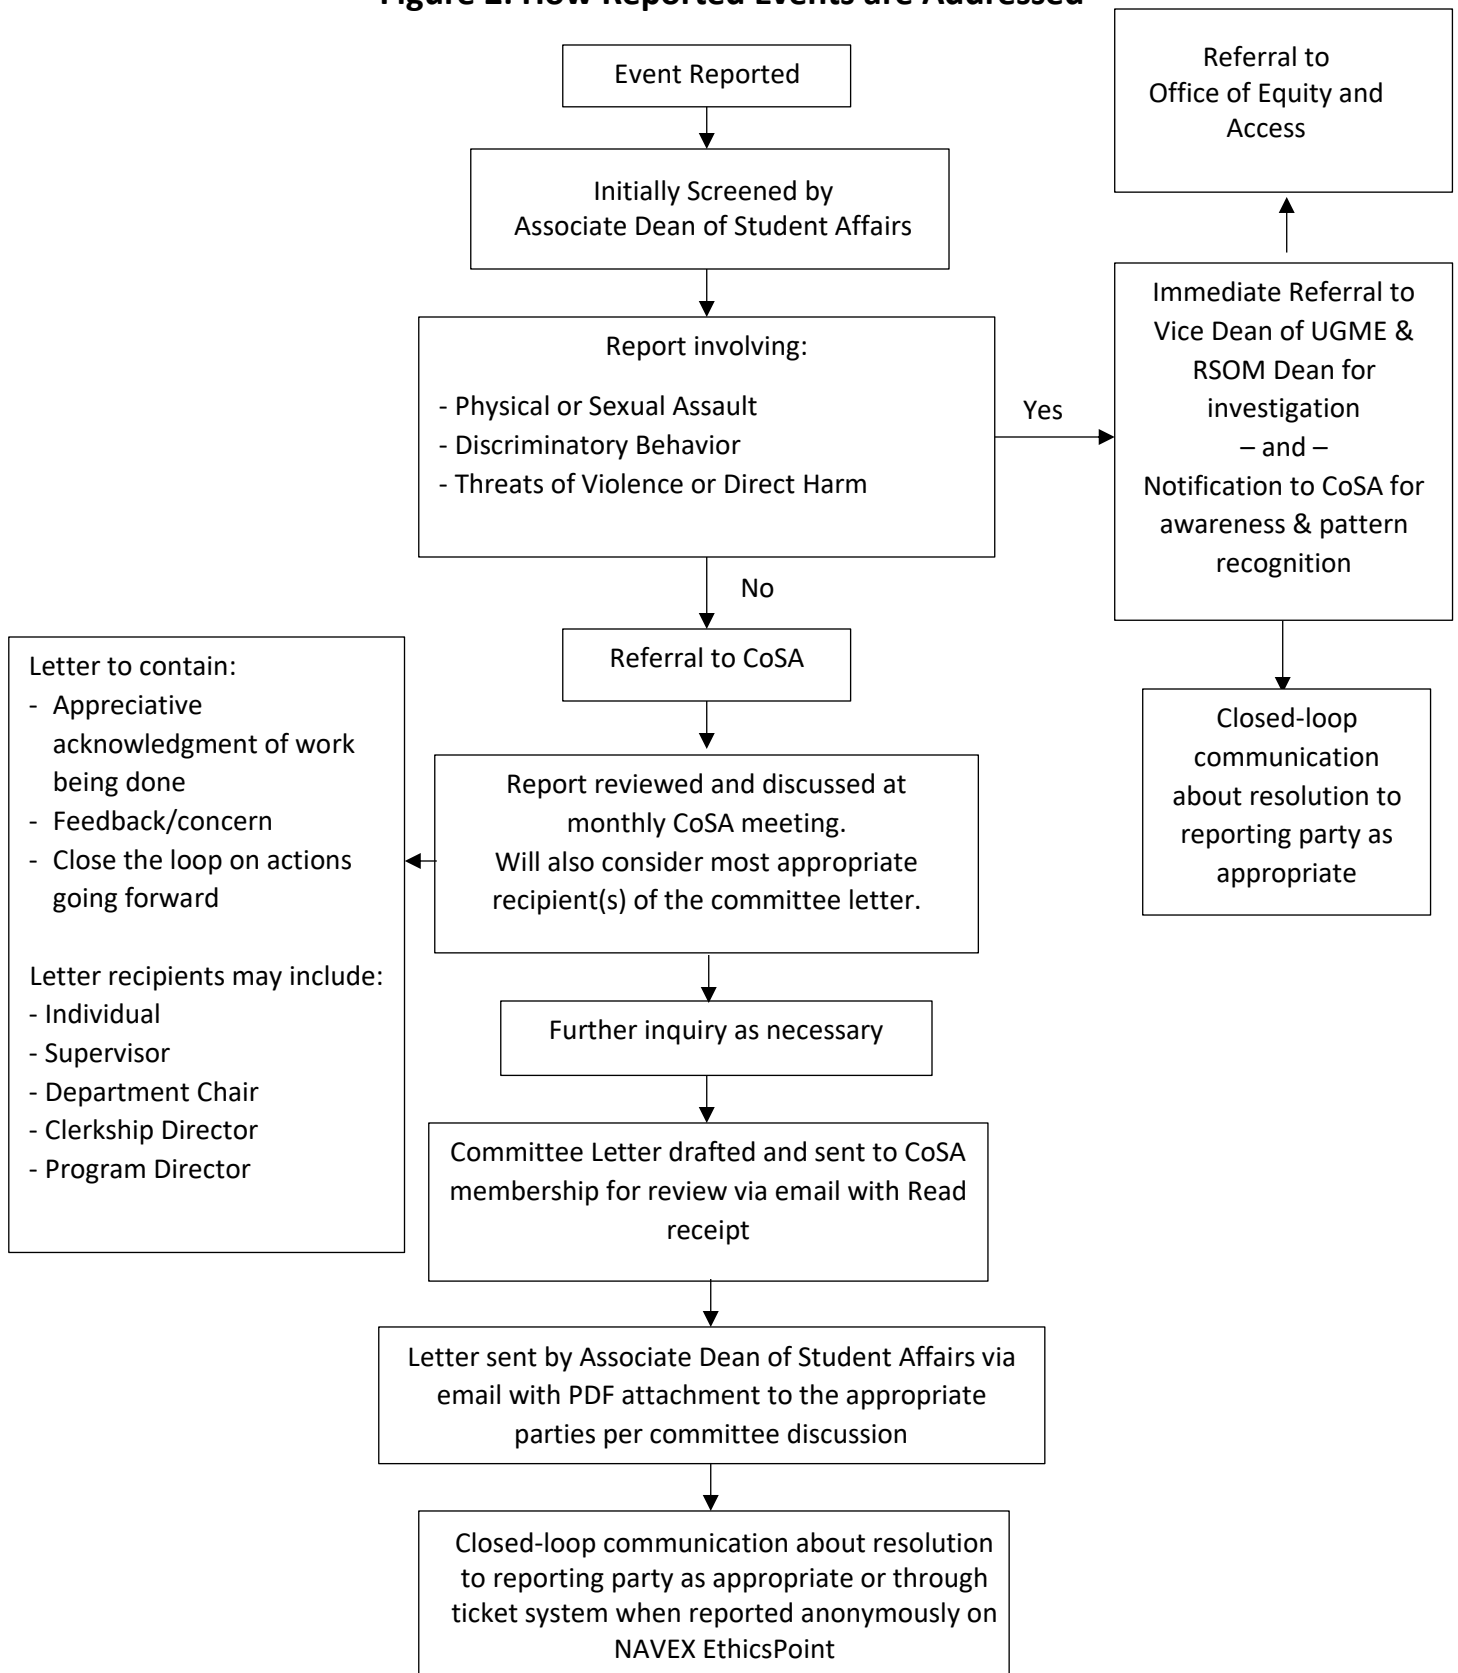 Figure 2: How Reported Events are Addressed
Event Reported
Initially Screened by
Associate Dean of Student Affairs
Report involving:
- Physical or Sexual Assault
- Discriminatory Behavior
- Threats of Violence or Direct Harm
Yes
Referral to
Office of Equity and
Access
Immediate Referral to
Vice Dean of UGME &
RSOM Dean for
investigation
– and –
Notification to CoSA for
awareness & pattern
recognition
Closed-loop
communication
about resolution to
reporting party as
appropriate
No
Referral to CoSA
Report reviewed and discussed at
monthly CoSA meeting.
Will also consider most appropriate
recipient(s) of the committee letter.
Letter to contain:
- Appreciative
acknowledgment of work
being done
- Feedback/concern
- Close the loop on actions
going forward
Letter recipients may include:
- Individual
- Supervisor
- Department Chair
- Clerkship Director
- Program Director
Further inquiry as necessary
Committee Letter drafted and sent to CoSA
membership for review via email with Read
receipt
Letter sent by Associate Dean of Student Affairs via
email with PDF attachment to the appropriate
parties per committee discussion
Closed-loop communication about resolution
to reporting party as appropriate or through
ticket system when reported anonymously on
NAVEX EthicsPoint